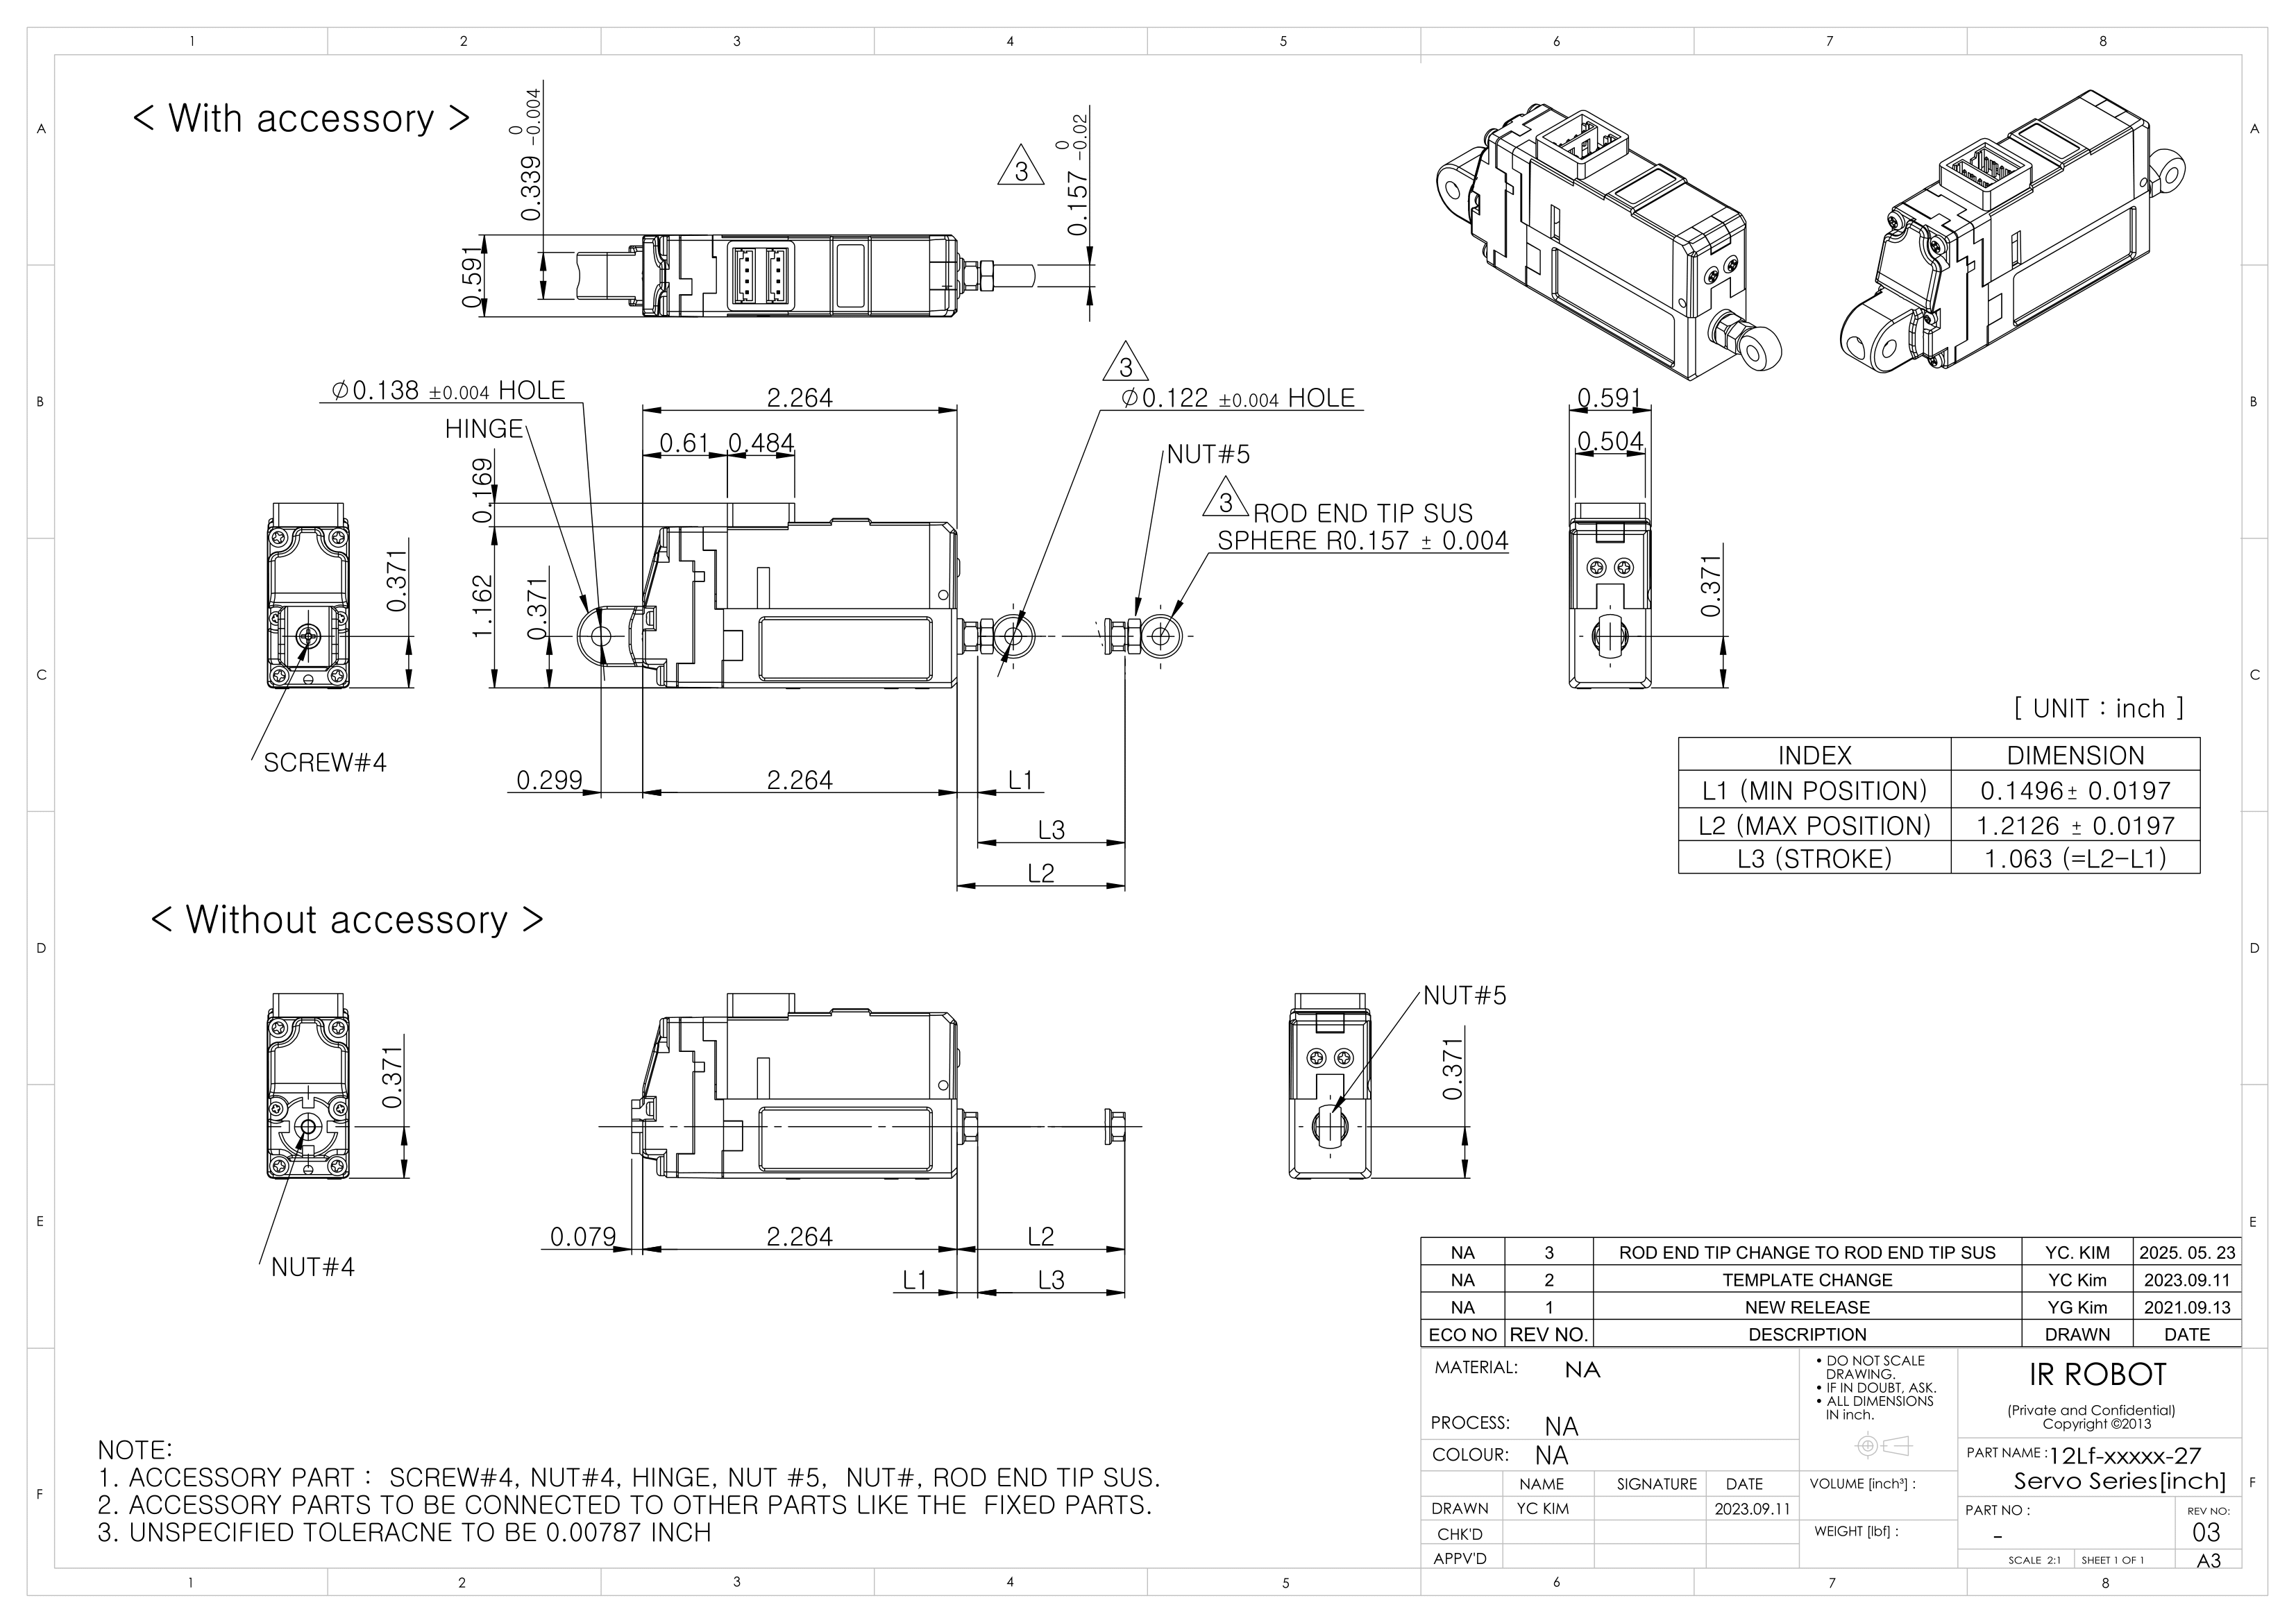 1 2 3 4 5 6 7 8
A A
B B
C C
D D
E E
F F
< With accessory >
0.339 0 -0.004
0.591
3
0.157 0 -0.02
Ø0.138 ±0.004 HOLE
HINGE
2.264
0.61 0.484
0.169
1.162
0.371
0.371
3
Ø0.122 ±0.004 HOLE
NUT#5
3 ROD END TIP SUS
SPHERE R0.157 ± 0.004
0.591
0.504
0.371
SCREW#4
0.299 2.264 L1
L3
L2
[ UNIT : inch ]
INDEX DIMENSION
L1 (MIN POSITION) 0.1496± 0.0197
L2 (MAX POSITION) 1.2126 ± 0.0197
L3 (STROKE) 1.063 (=L2-L1)
< Without accessory >
0.371
NUT#4
0.079 2.264 L2
L1 L3
NUT#5
0.371
NOTE:
1. ACCESSORY PART : SCREW#4, NUT#4, HINGE, NUT #5, NUT#, ROD END TIP SUS.
2. ACCESSORY PARTS TO BE CONNECTED TO OTHER PARTS LIKE THE FIXED PARTS.
3. UNSPECIFIED TOLERACNE TO BE 0.00787 INCH
NA 3 ROD END TIP CHANGE TO ROD END TIP SUS YC. KIM 2025. 05. 23
NA 2 TEMPLATE CHANGE YC Kim 2023.09.11
NA 1 NEW RELEASE YG Kim 2021.09.13
ECO NO REV NO. DESCRIPTION DRAWN DATE
MATERIAL: NA
PROCESS: NA
COLOUR: NA
• DO NOT SCALE
DRAWING.
• IF IN DOUBT, ASK.
• ALL DIMENSIONS
IN inch.
IR ROBOT
(Private and Confidential)
Copyright ©2013
PART NAME : 12Lf-xxxxx-27
Servo Series[inch]
NAME SIGNATURE DATE
DRAWN YC KIM 2023.09.11
CHK'D
APPV'D
VOLUME [inch³] :
WEIGHT [lbf] :
PART NO :
-
REV NO:
03
SCALE 2:1 SHEET 1 OF 1 A3
1 2 3 4 5 6 7 8